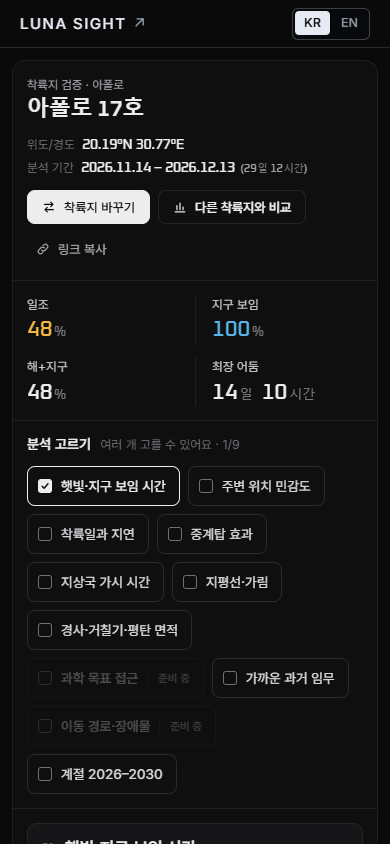 LUNA SIGHT ↗
KR EN
착륙지 검증 · 아폴로
아폴로 17호
위도/경도 20.19°N 30.77°E
분석 기간 2026.11.14 – 2026.12.13 (29일 12시간)
착륙지 바꾸기
다른 착륙지와 비교
링크 복사
일조
지구 보임
48%
100%
해+지구
최장 어둠
48%
14일 10시간
분석 고르기 여러 개 고를 수 있어요 · 1/9
햇빛·지구 보임 시간
주변 위치 민감도
착륙일과 지연
중계탑 효과
지상국 가시 시간
지평선·가림
경사·거칠기·평탄 면적
과학 목표 접근 준비 중
가까운 과거 임무
이동 경로·장애물 준비 중
계절 2026–2030